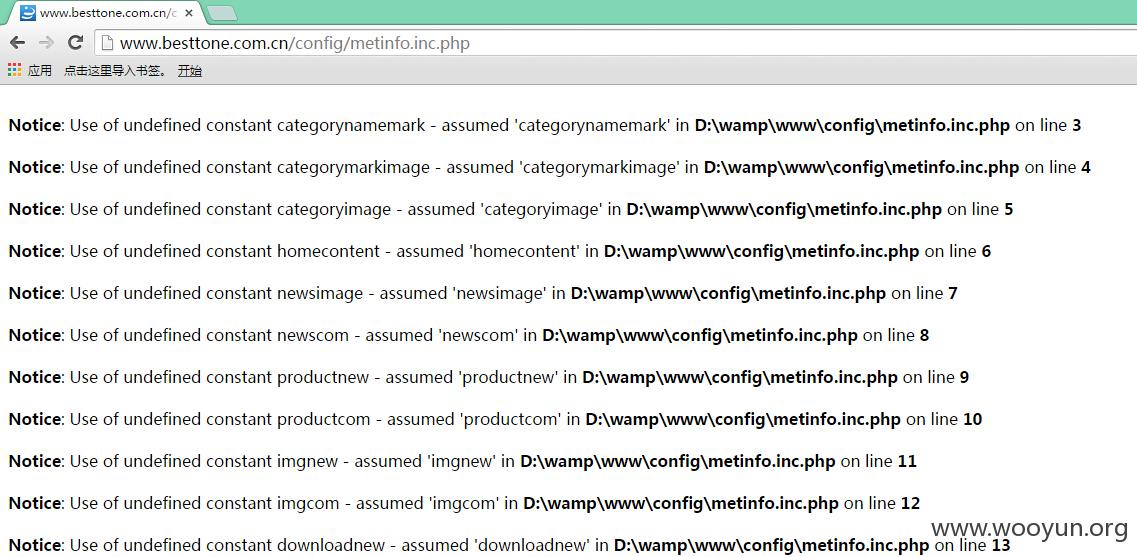 www.besttone.com.cn/c
www.besttone.com.cn/config/metinfo.inc.php
应用 点击这里导入书签。 开始
Notice: Use of undefined constant categorynamemark - assumed 'categorynamemark' in D:\wamp\www\config\metinfo.inc.php on line 3
Notice: Use of undefined constant categorymarkimage - assumed 'categorymarkimage' in D:\wamp\www\config\metinfo.inc.php on line 4
Notice: Use of undefined constant categoryimage - assumed 'categoryimage' in D:\wamp\www\config\metinfo.inc.php on line 5
Notice: Use of undefined constant homecontent - assumed 'homecontent' in D:\wamp\www\config\metinfo.inc.php on line 6
Notice: Use of undefined constant newsimage - assumed 'newsimage' in D:\wamp\www\config\metinfo.inc.php on line 7
Notice: Use of undefined constant newscom - assumed 'newscom' in D:\wamp\www\config\metinfo.inc.php on line 8
Notice: Use of undefined constant productnew - assumed 'productnew' in D:\wamp\www\config\metinfo.inc.php on line 9
Notice: Use of undefined constant productcom - assumed 'productcom' in D:\wamp\www\config\metinfo.inc.php on line 10
Notice: Use of undefined constant imgnew - assumed 'imgnew' in D:\wamp\www\config\metinfo.inc.php on line 11
Notice: Use of undefined constant imgcom - assumed 'imgcom' in D:\wamp\www\config\metinfo.inc.php on line 12
Notice: Use of undefined constant downloadnew - assumed 'downloadnew' in D:\wamp\www\config\metinfo.inc.php on line 13
www.wooyun.org